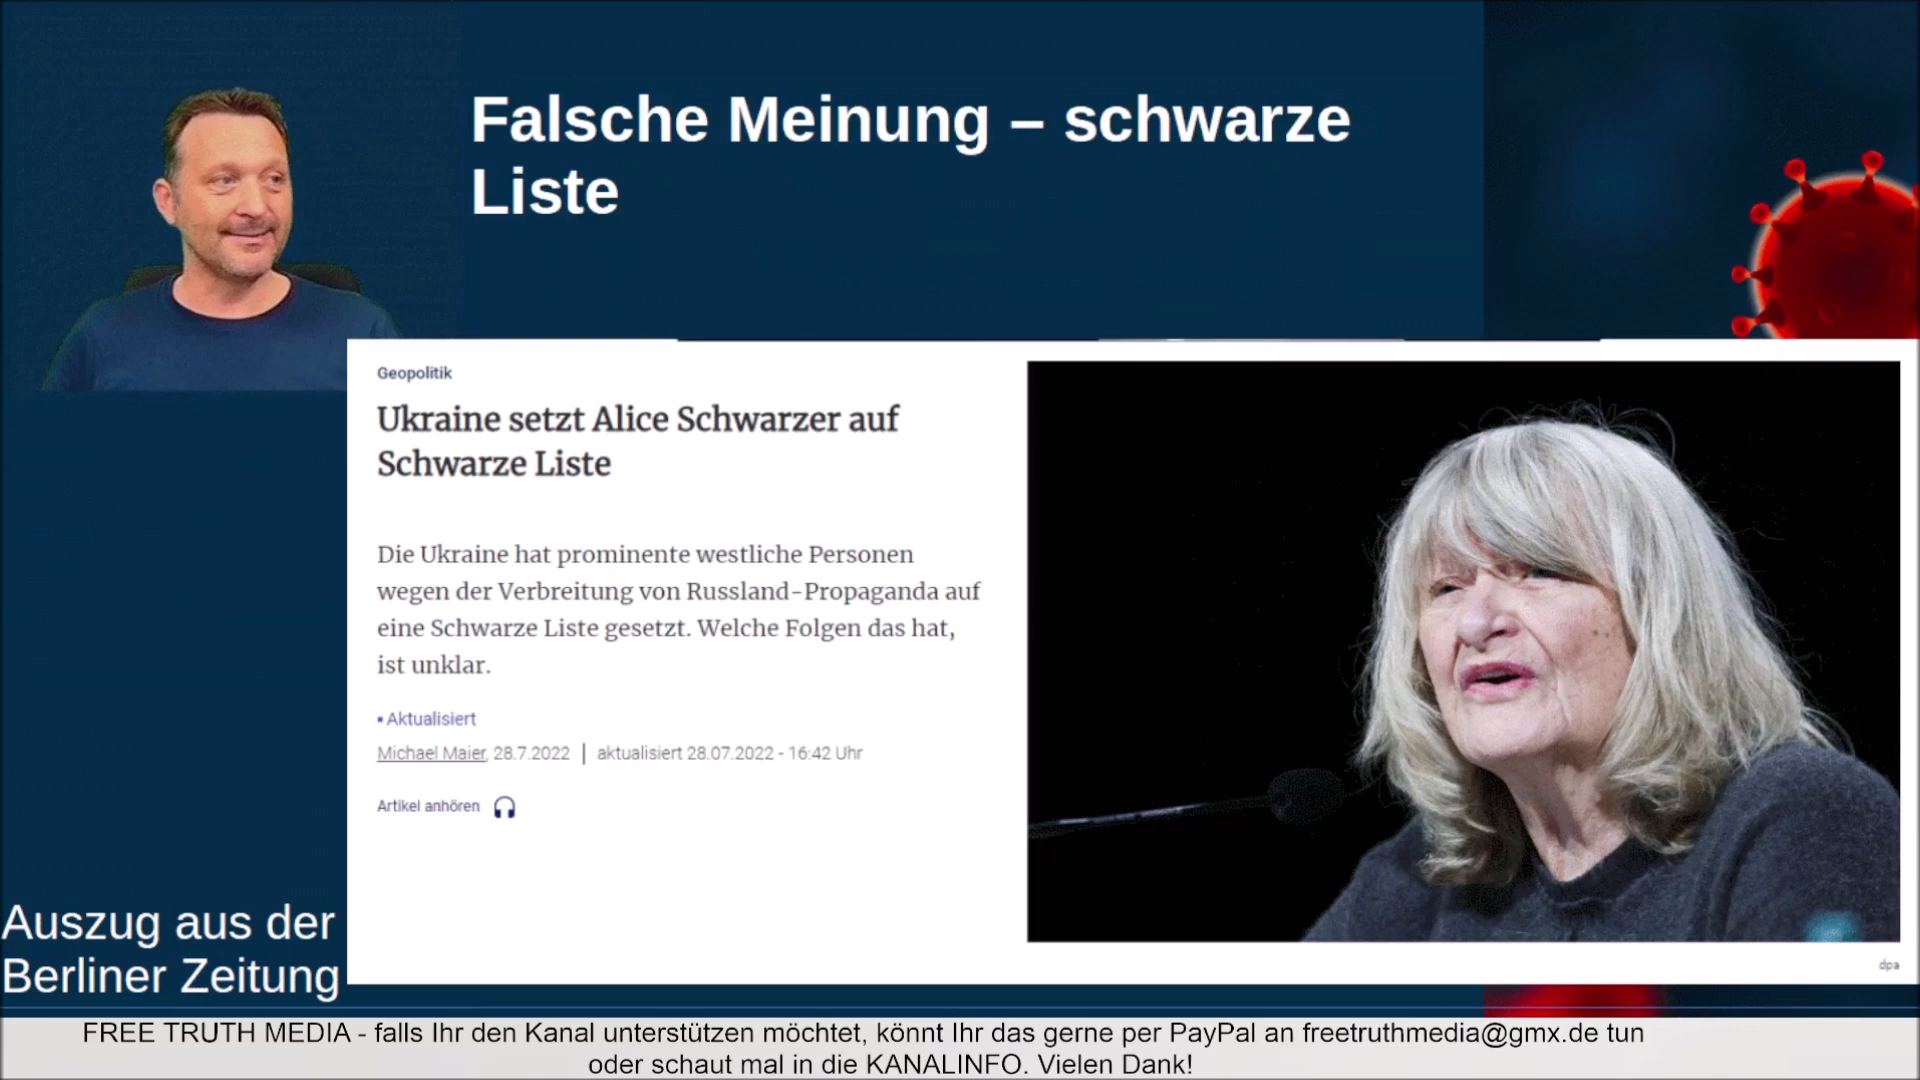 Falsche Meinung – schwarze
Liste
Geopolitik
Ukraine setzt Alice Schwarzer auf
Schwarze Liste
Die Ukraine hat prominente westliche Personen
wegen der Verbreitung von Russland-Propaganda auf
eine Schwarze Liste gesetzt. Welche Folgen das hat,
ist unklar.
▪ Aktualisiert
Michael Maier, 28.7.2022 | aktualisiert 28.07.2022 - 16:42 Uhr
Artikel anhören
dpa
Auszug aus der
Berliner Zeitung
FREE TRUTH MEDIA - falls Ihr den Kanal unterstützen möchtet, könnt Ihr das gerne per PayPal an freetruthmedia@gmx.de tun
oder schaut mal in die KANALINFO. Vielen Dank!